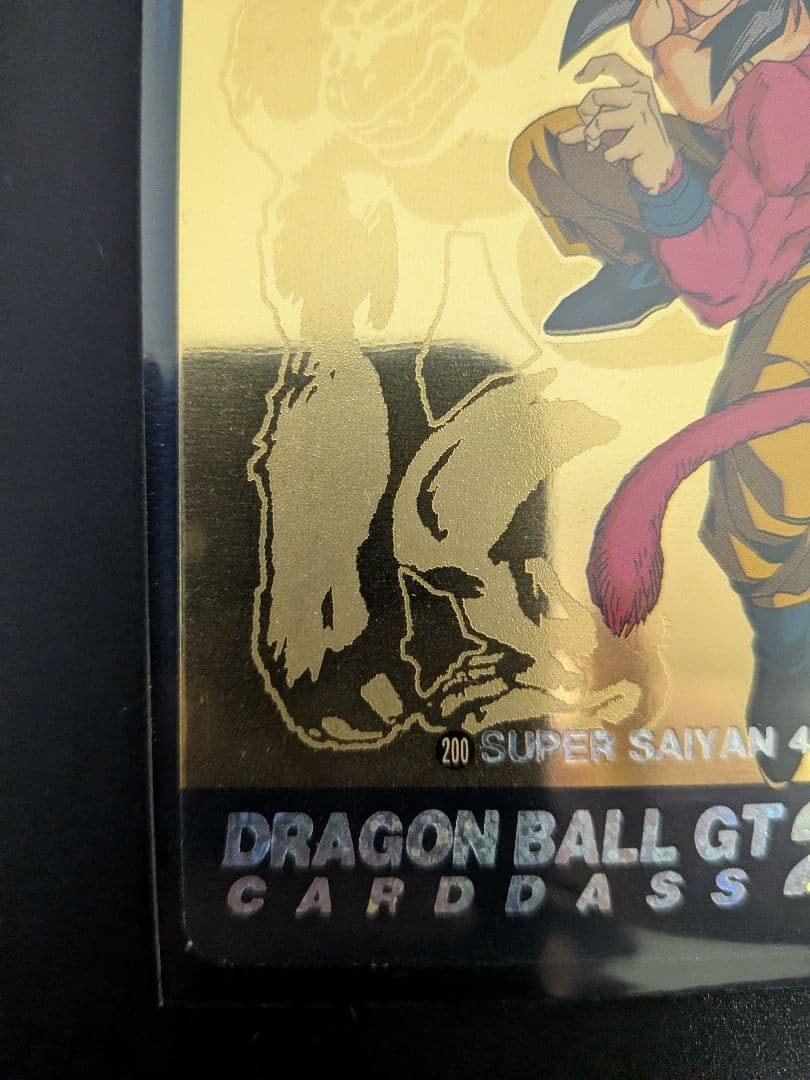 200 SUPER SAIYAN 4
DRAGON BALL GT 2
CARDDASS